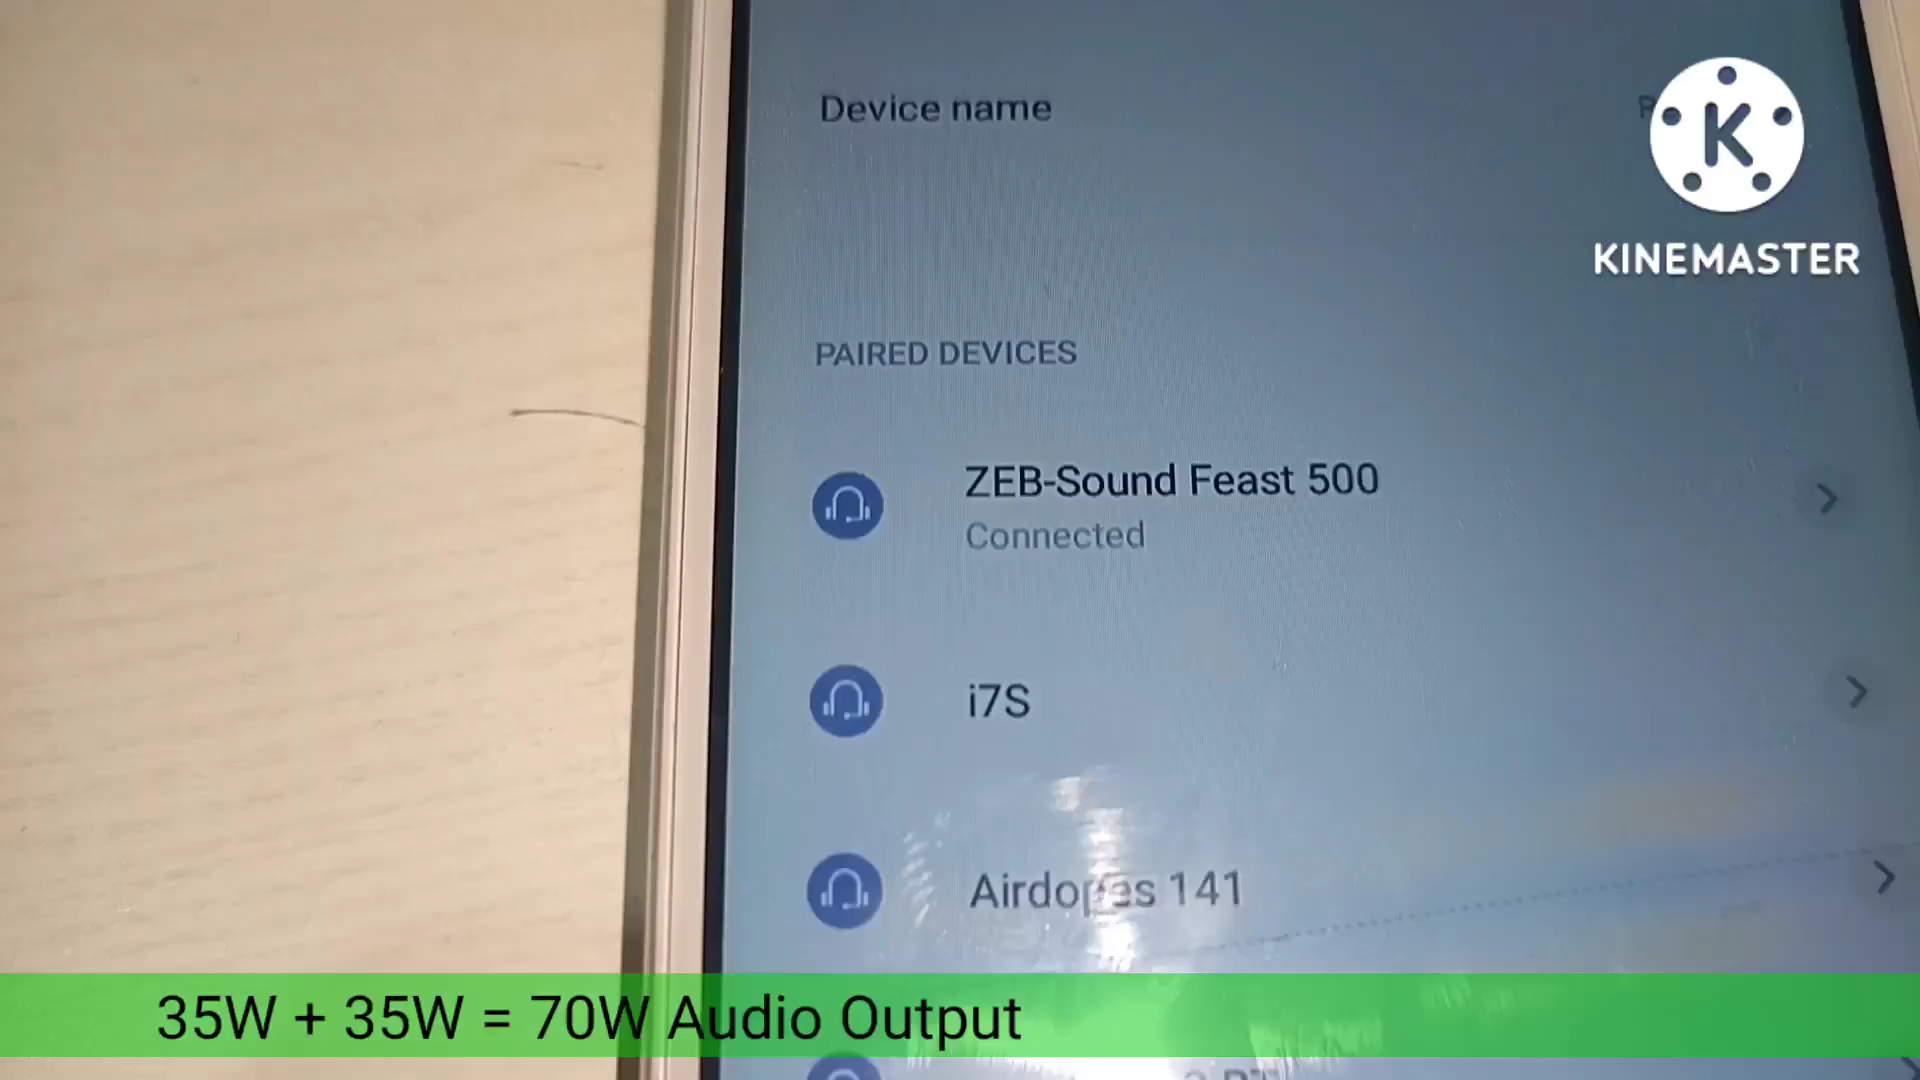 Device name
K
KINEMASTER
PAIRED DEVICES
ZEB-Sound Feast 500
Connected
i7S
Airdopes 141
35W + 35W = 70W Audio Output